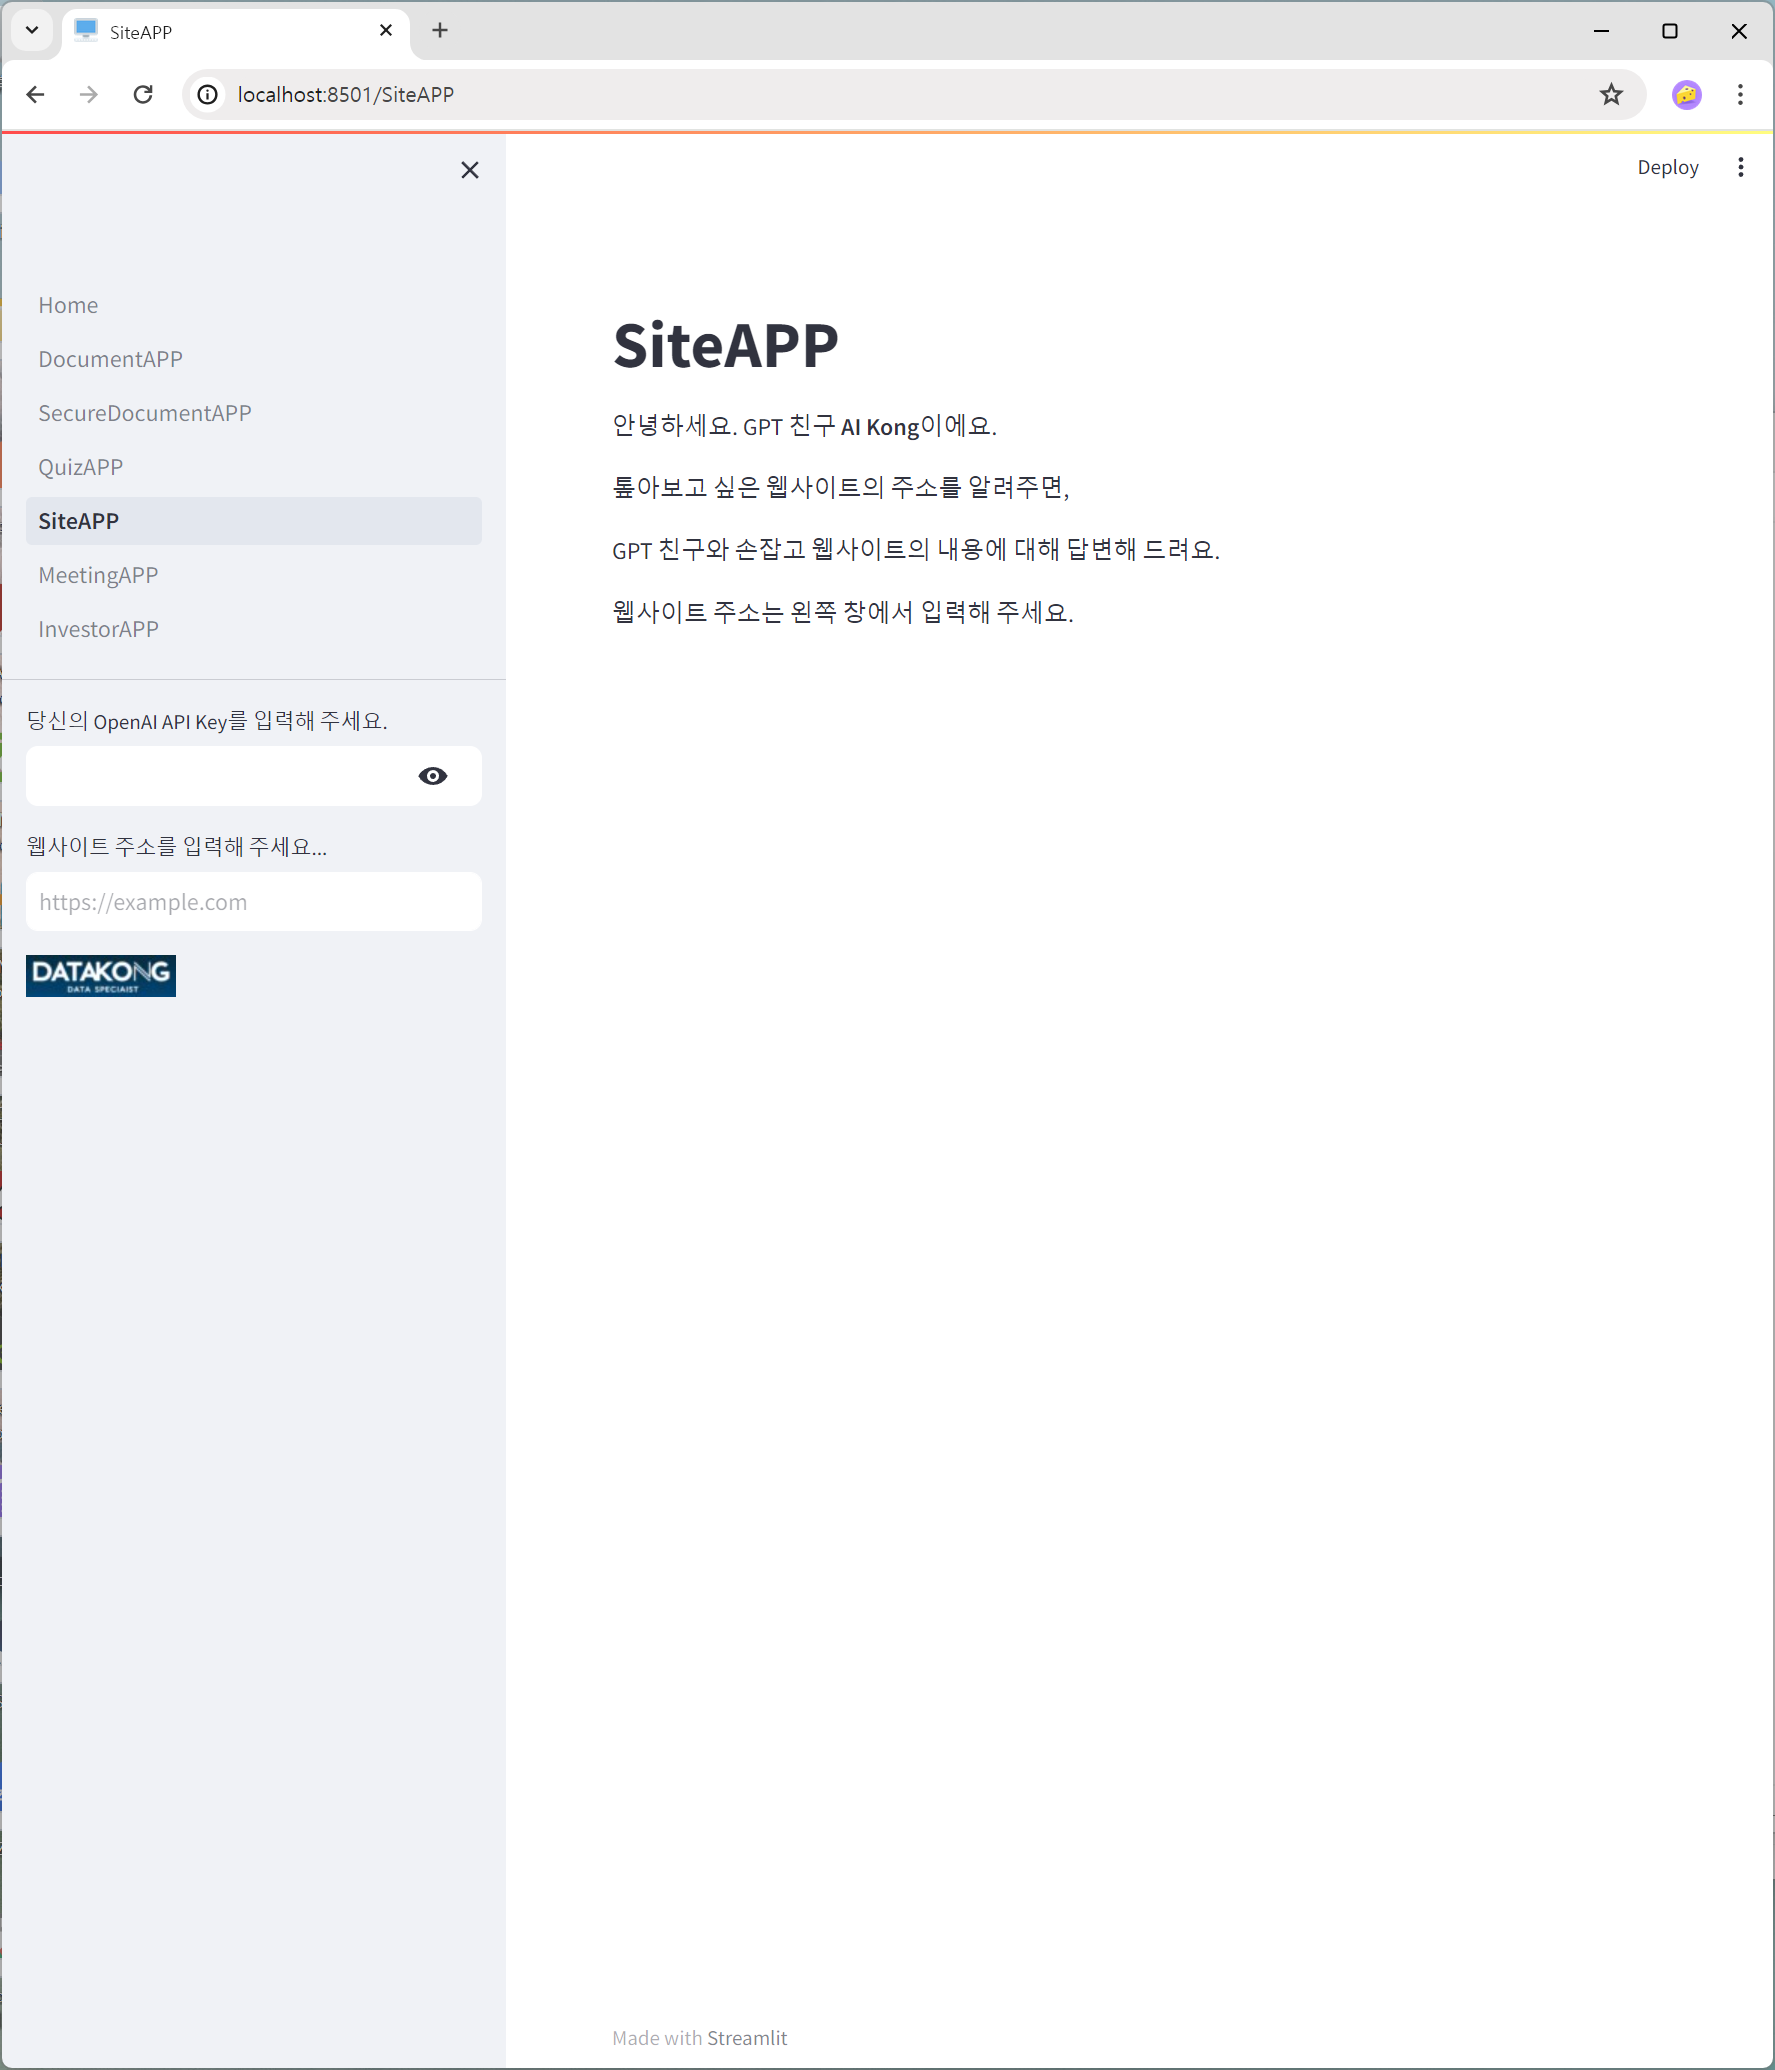 SiteAPP
localhost:8501/SiteAPP
Deploy
Home
DocumentAPP
SecureDocumentAPP
QuizAPP
SiteAPP
MeetingAPP
InvestorAPP
당신의 OpenAI API Key를 입력해 주세요.
웹사이트 주소를 입력해 주세요...
https://example.com
DATAKONG
DATA SPECIAIST
SiteAPP
안녕하세요. GPT 친구 AI Kong이에요.
톺아보고 싶은 웹사이트의 주소를 알려주면,
GPT 친구와 손잡고 웹사이트의 내용에 대해 답변해 드려요.
웹사이트 주소는 왼쪽 창에서 입력해 주세요.
Made with Streamlit